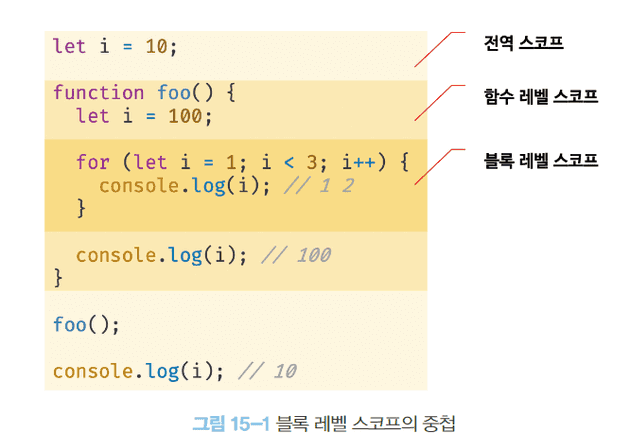 let i = 10;
전역 스코프
function foo() {
함수 레벨 스코프
let i = 100;
for (let i = 1; i < 3; i++) {
블록 레벨 스코프
console.log(i); // 1 2
}
console.log(i); // 100
}
foo();
console.log(i); // 10
그림 15-1 블록 레벨 스코프의 중첩